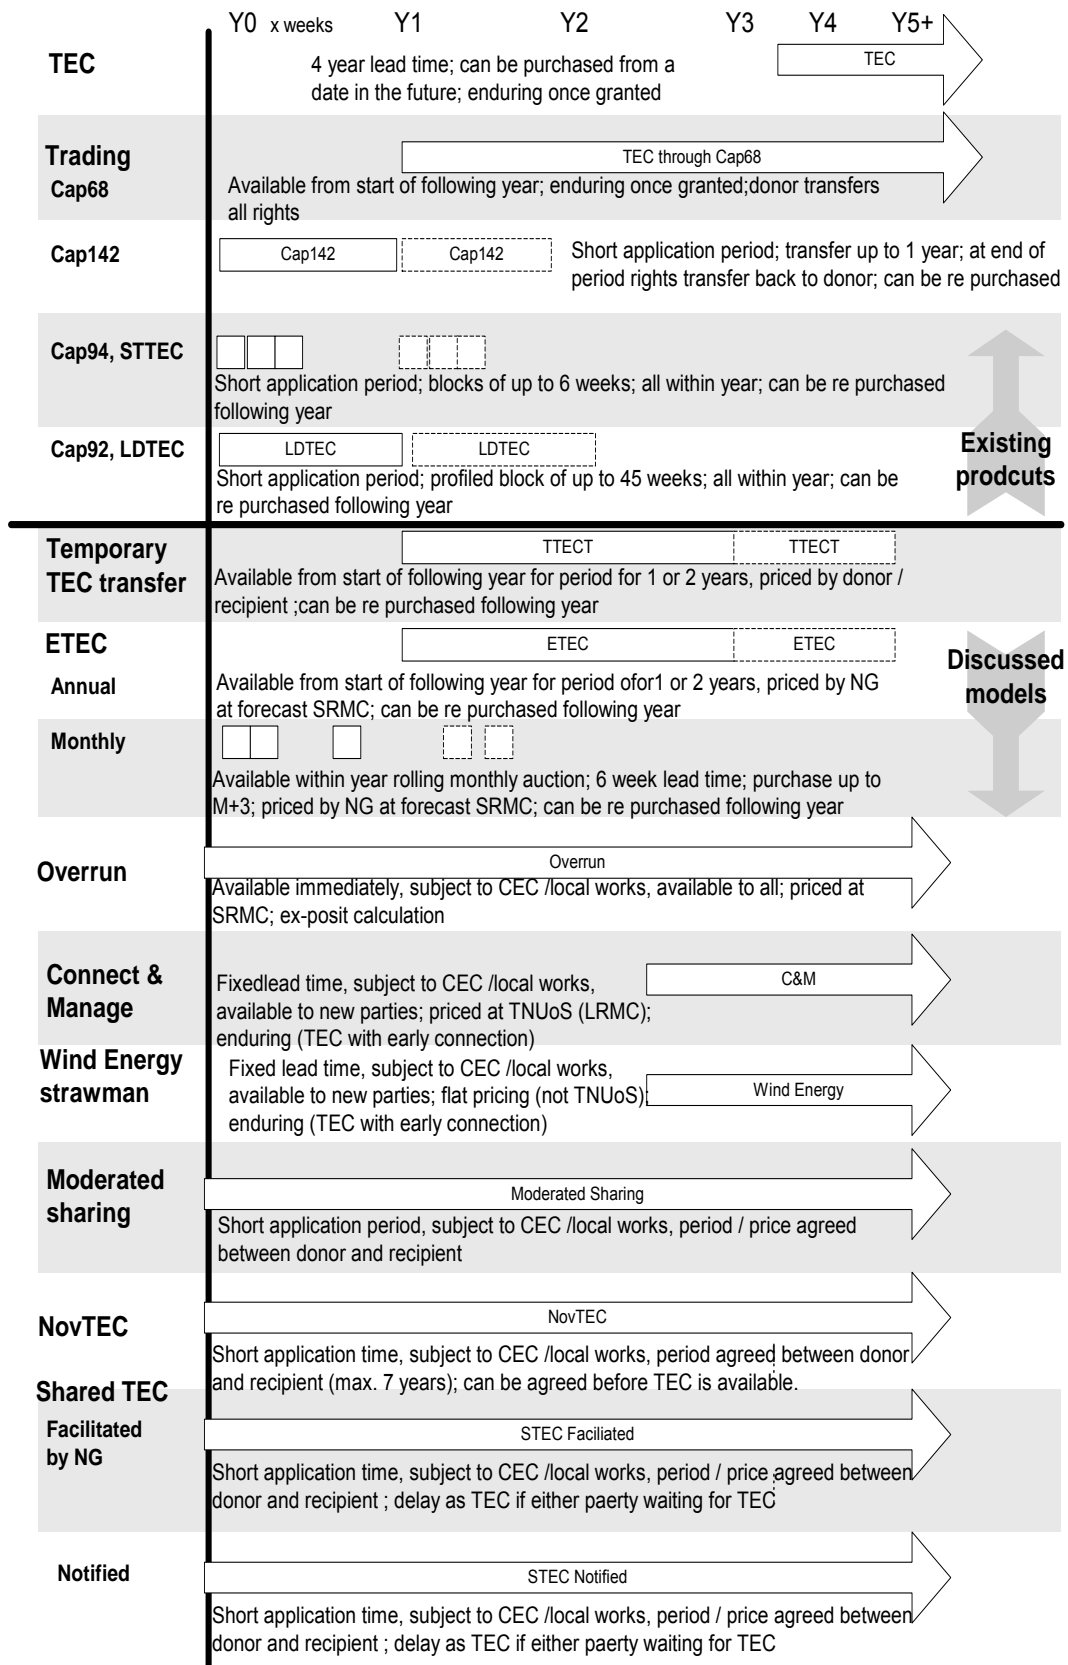 Y0 x weeks Y1 Y2 Y3 Y4 Y5+
TEC
4 year lead time; can be purchased from a
date in the future; enduring once granted
TEC
Trading
Cap68
TEC through Cap68
Available from start of following year; enduring once granted;donor transfers
all rights
Cap142
Cap142
Cap142
Short application period; transfer up to 1 year; at end of
period rights transfer back to donor; can be re purchased
Cap94, STTEC
Short application period; blocks of up to 6 weeks; all within year; can be re purchased
following year
Cap92, LDTEC
LDTEC
LDTEC
Short application period; profiled block of up to 45 weeks; all within year; can be
re purchased following year
Existing
prodcuts
Temporary
TEC transfer
TTECT
TTECT
Available from start of following year for period for 1 or 2 years, priced by donor /
recipient ;can be re purchased following year
ETEC
Annual
ETEC
ETEC
Available from start of following year for period ofor1 or 2 years, priced by NG
at forecast SRMC; can be re purchased following year
Discussed
models
Monthly
Available within year rolling monthly auction; 6 week lead time; purchase up to
M+3; priced by NG at forecast SRMC; can be re purchased following year
Overrun
Overrun
Available immediately, subject to CEC /local works, available to all; priced at
SRMC; ex-posit calculation
Connect &
Manage
Fixedlead time, subject to CEC /local works,
available to new parties; priced at TNUoS (LRMC);
enduring (TEC with early connection)
C&M
Wind Energy
strawman
Fixed lead time, subject to CEC /local works,
available to new parties; flat pricing (not TNUoS);
enduring (TEC with early connection)
Wind Energy
Moderated
sharing
Moderated Sharing
Short application period, subject to CEC /local works, period / price agreed
between donor and recipient
NovTEC
NovTEC
Short application time, subject to CEC /local works, period agreed between donor
and recipient (max. 7 years); can be agreed before TEC is available.
Shared TEC
Facilitated
by NG
STEC Faciliated
Short application time, subject to CEC /local works, period / price agreed between
donor and recipient ; delay as TEC if either paerty waiting for TEC
Notified
STEC Notified
Short application time, subject to CEC /local works, period / price agreed between
donor and recipient ; delay as TEC if either paerty waiting for TEC